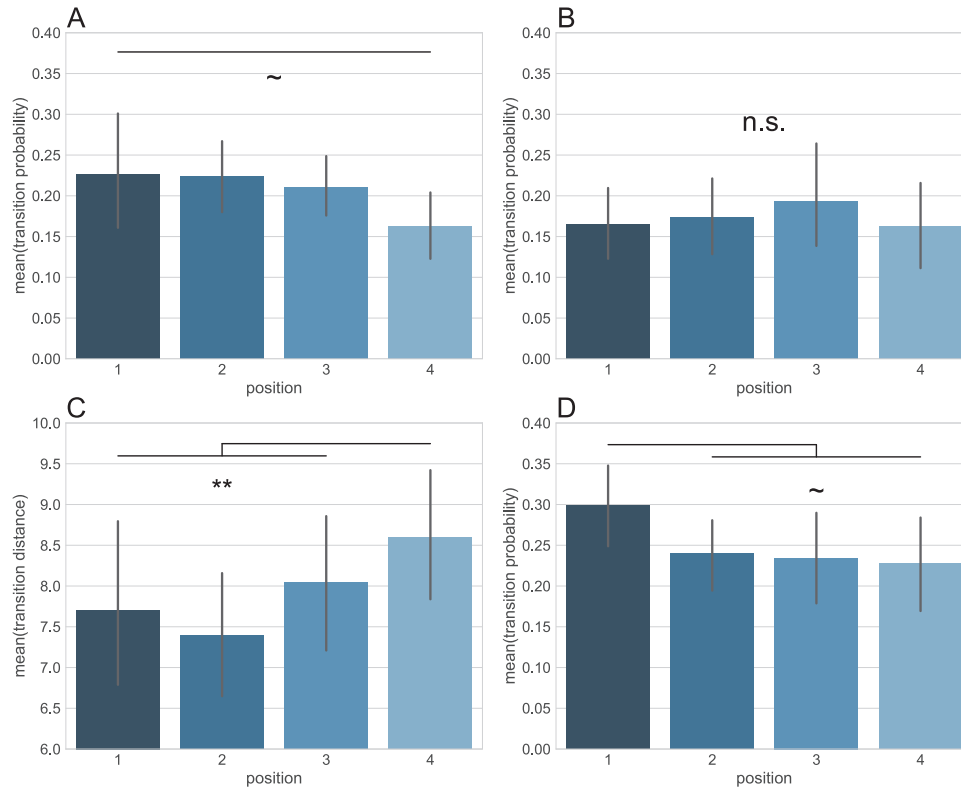 A
0.40
0.35
0.30
0.25
0.20
0.15
0.10
0.05
0.00
mean(transition probability)
~
1 2 3 4
position
B
0.40
0.35
0.30
0.25
0.20
0.15
0.10
0.05
0.00
mean(transition probability)
n.s.
1 2 3 4
position
C
10.0
9.5
9.0
8.5
8.0
7.5
7.0
6.5
6.0
mean(transition distance)
**
1 2 3 4
position
D
0.40
0.35
0.30
0.25
0.20
0.15
0.10
0.05
0.00
mean(transition probability)
~
1 2 3 4
position